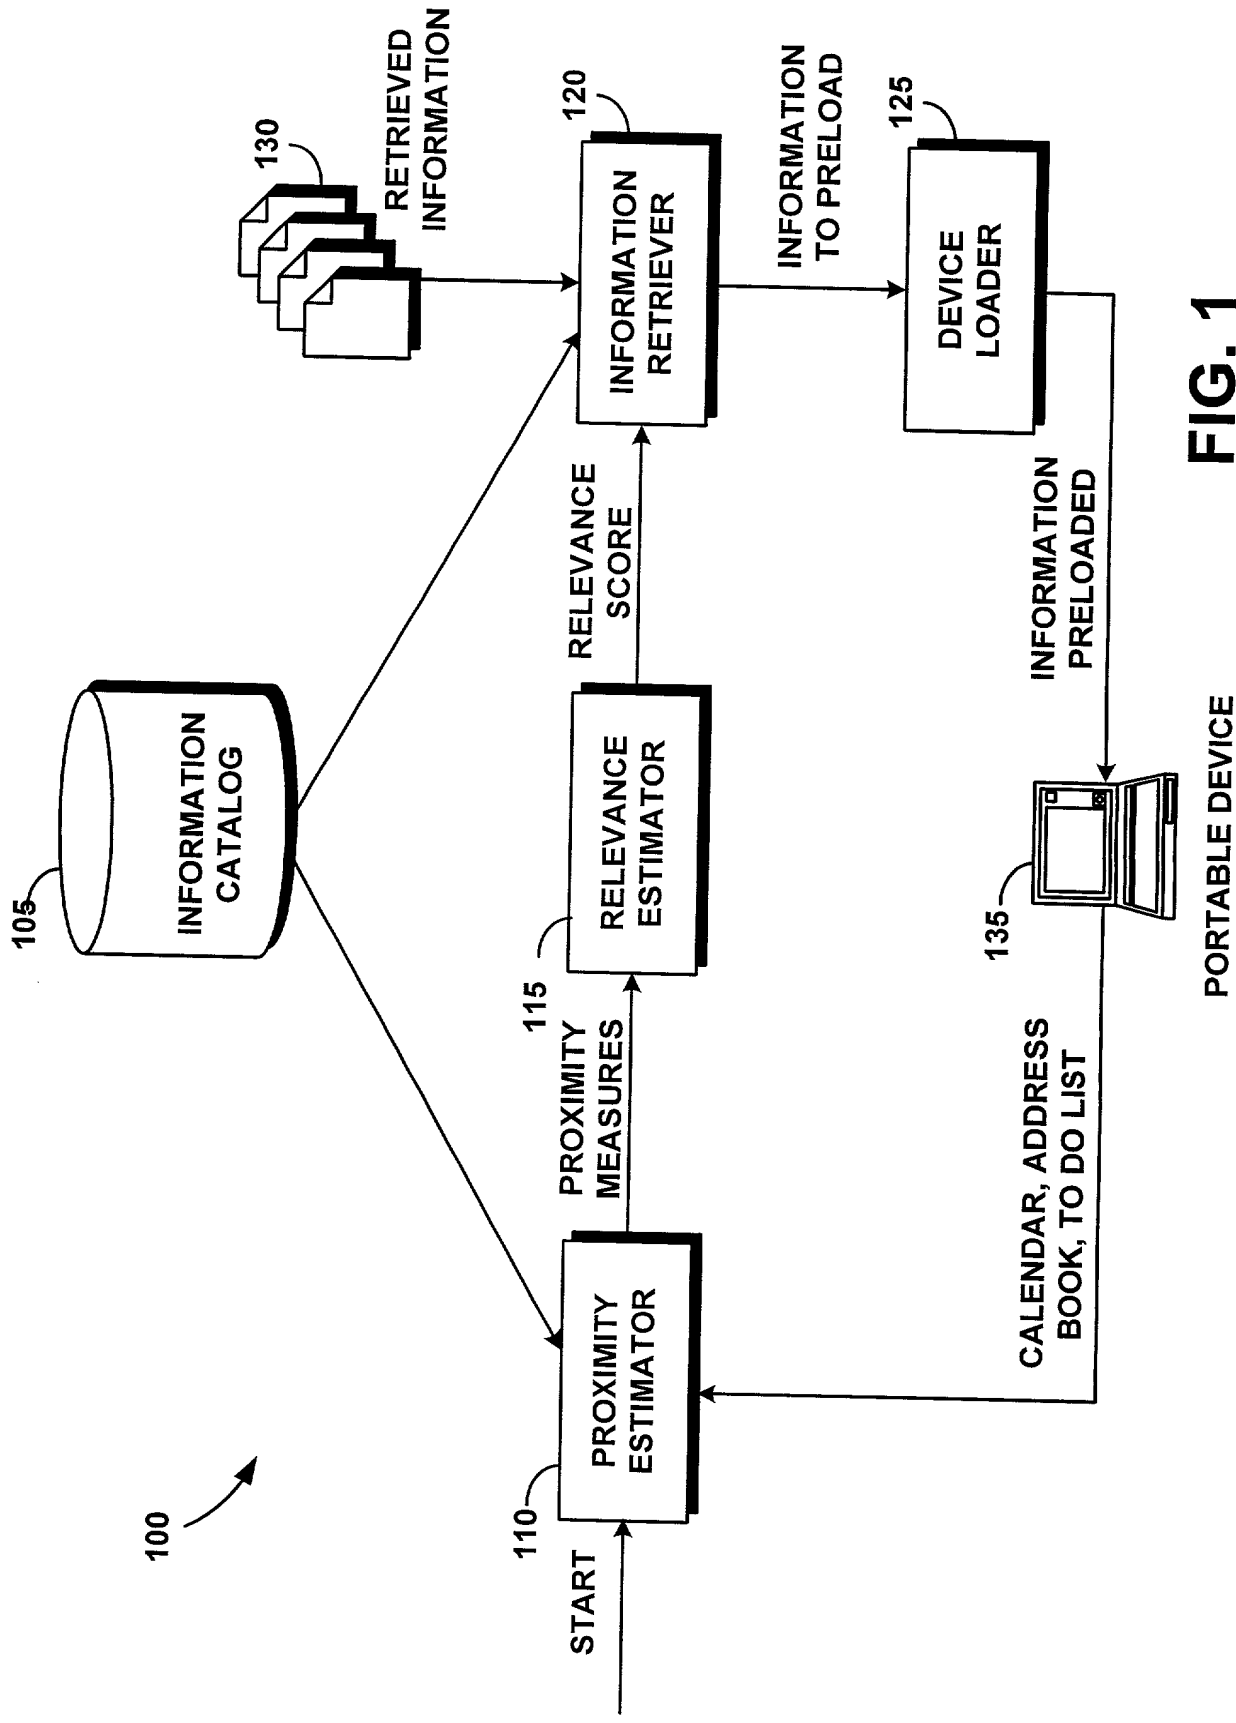 100
105
INFORMATION
CATALOG
130
RETRIEVED
INFORMATION
START
110
PROXIMITY
ESTIMATOR
PROXIMITY
MEASURES
115
RELEVANCE
ESTIMATOR
RELEVANCE
SCORE
120
INFORMATION
RETRIEVER
INFORMATION
TO PRELOAD
125
DEVICE
LOADER
INFORMATION
PRELOADED
135
PORTABLE DEVICE
CALENDAR, ADDRESS
BOOK, TO DO LIST
FIG. 1